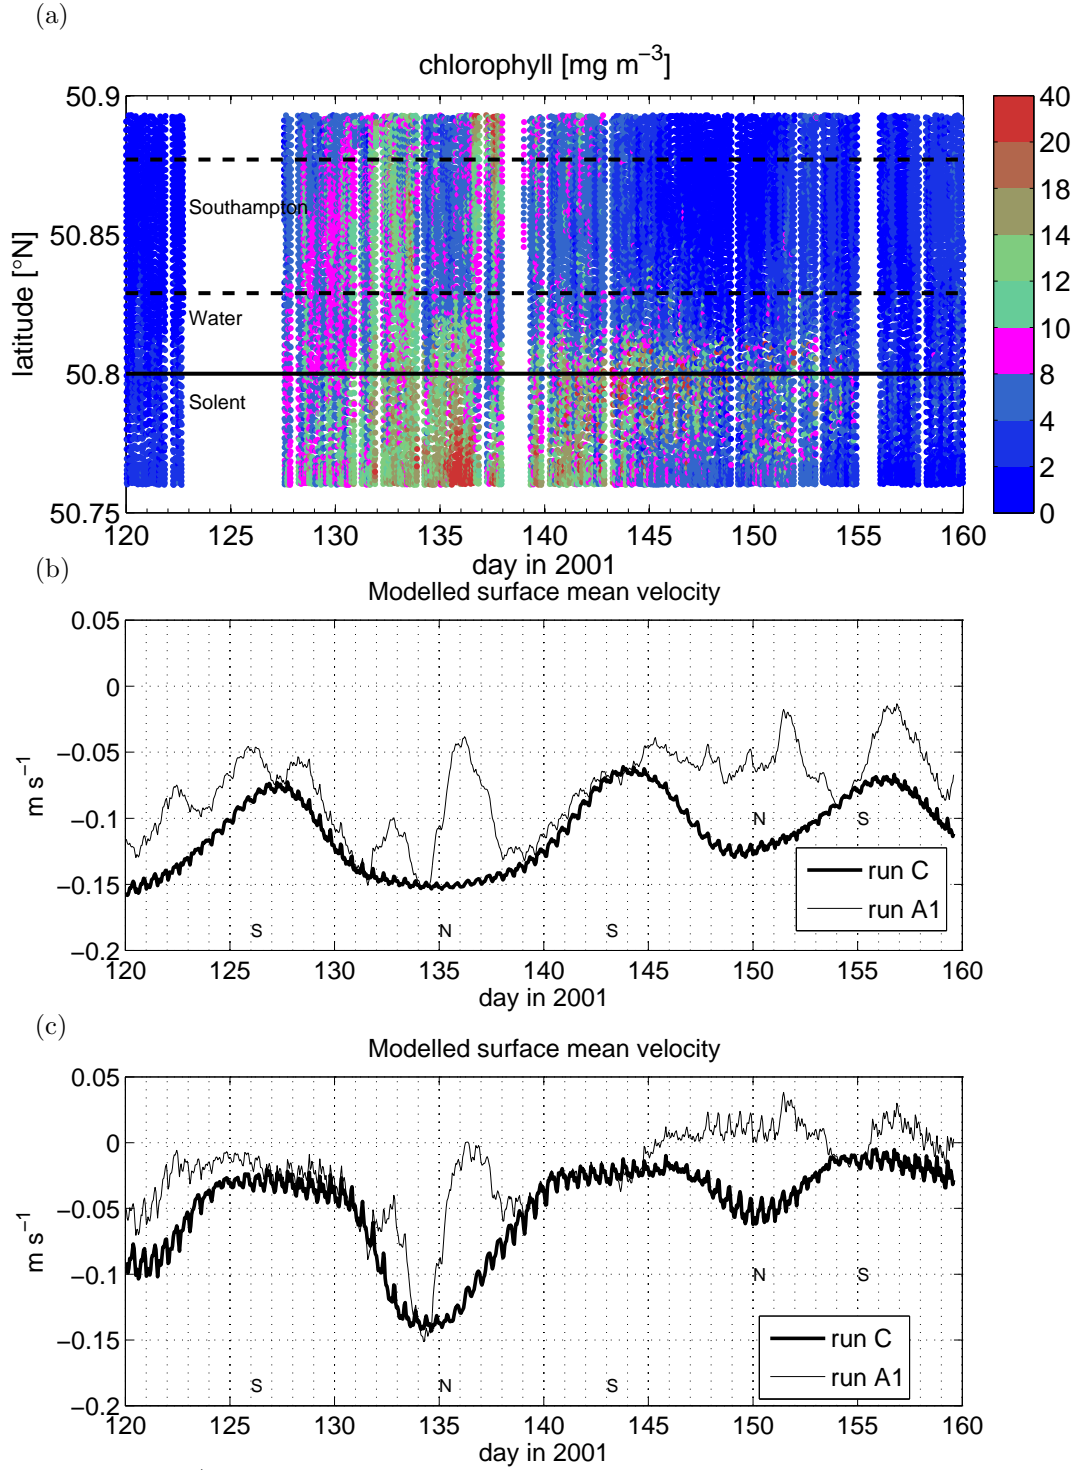 (a)
chlorophyll [mg m−3]
50.9
50.85
50.8
50.75
latitude [°N]
Southampton
Water
Solent
120 125 130 135 140 145 150 155 160
day in 2001
40
20
18
14
12
10
8
4
2
0
(b)
Modelled surface mean velocity
0.05
0
−0.05
−0.1
−0.15
−0.2
m s−1
S N S N S
run C
run A1
120 125 130 135 140 145 150 155 160
day in 2001
(c)
Modelled surface mean velocity
0.05
0
−0.05
−0.1
−0.15
−0.2
m s−1
S N S N S
run C
run A1
120 125 130 135 140 145 150 155 160
day in 2001